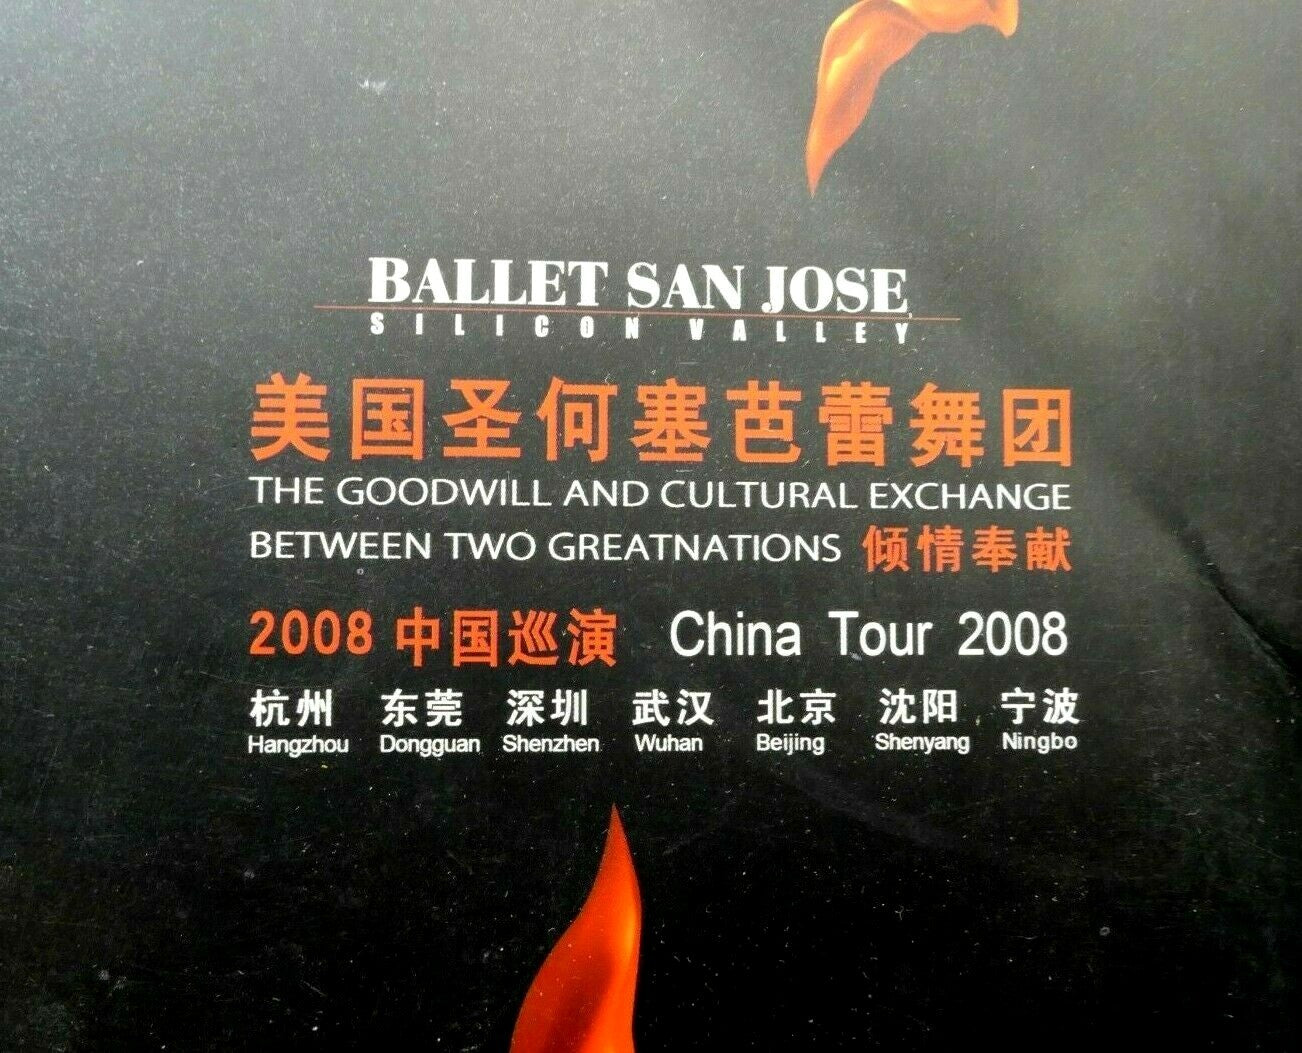 BALLET SAN JOSE
SILICON VALLEY
美国圣何塞芭蕾舞团
THE GOODWILL AND CULTURAL EXCHANGE
BETWEEN TWO GREATNATIONS 倾情奉献
2008 中国巡演 China Tour 2008
杭州 东莞 深圳 武汉 北京 沈阳 宁波
Hangzhou Dongguan Shenzhen Wuhan Beijing Shenyang Ningbo